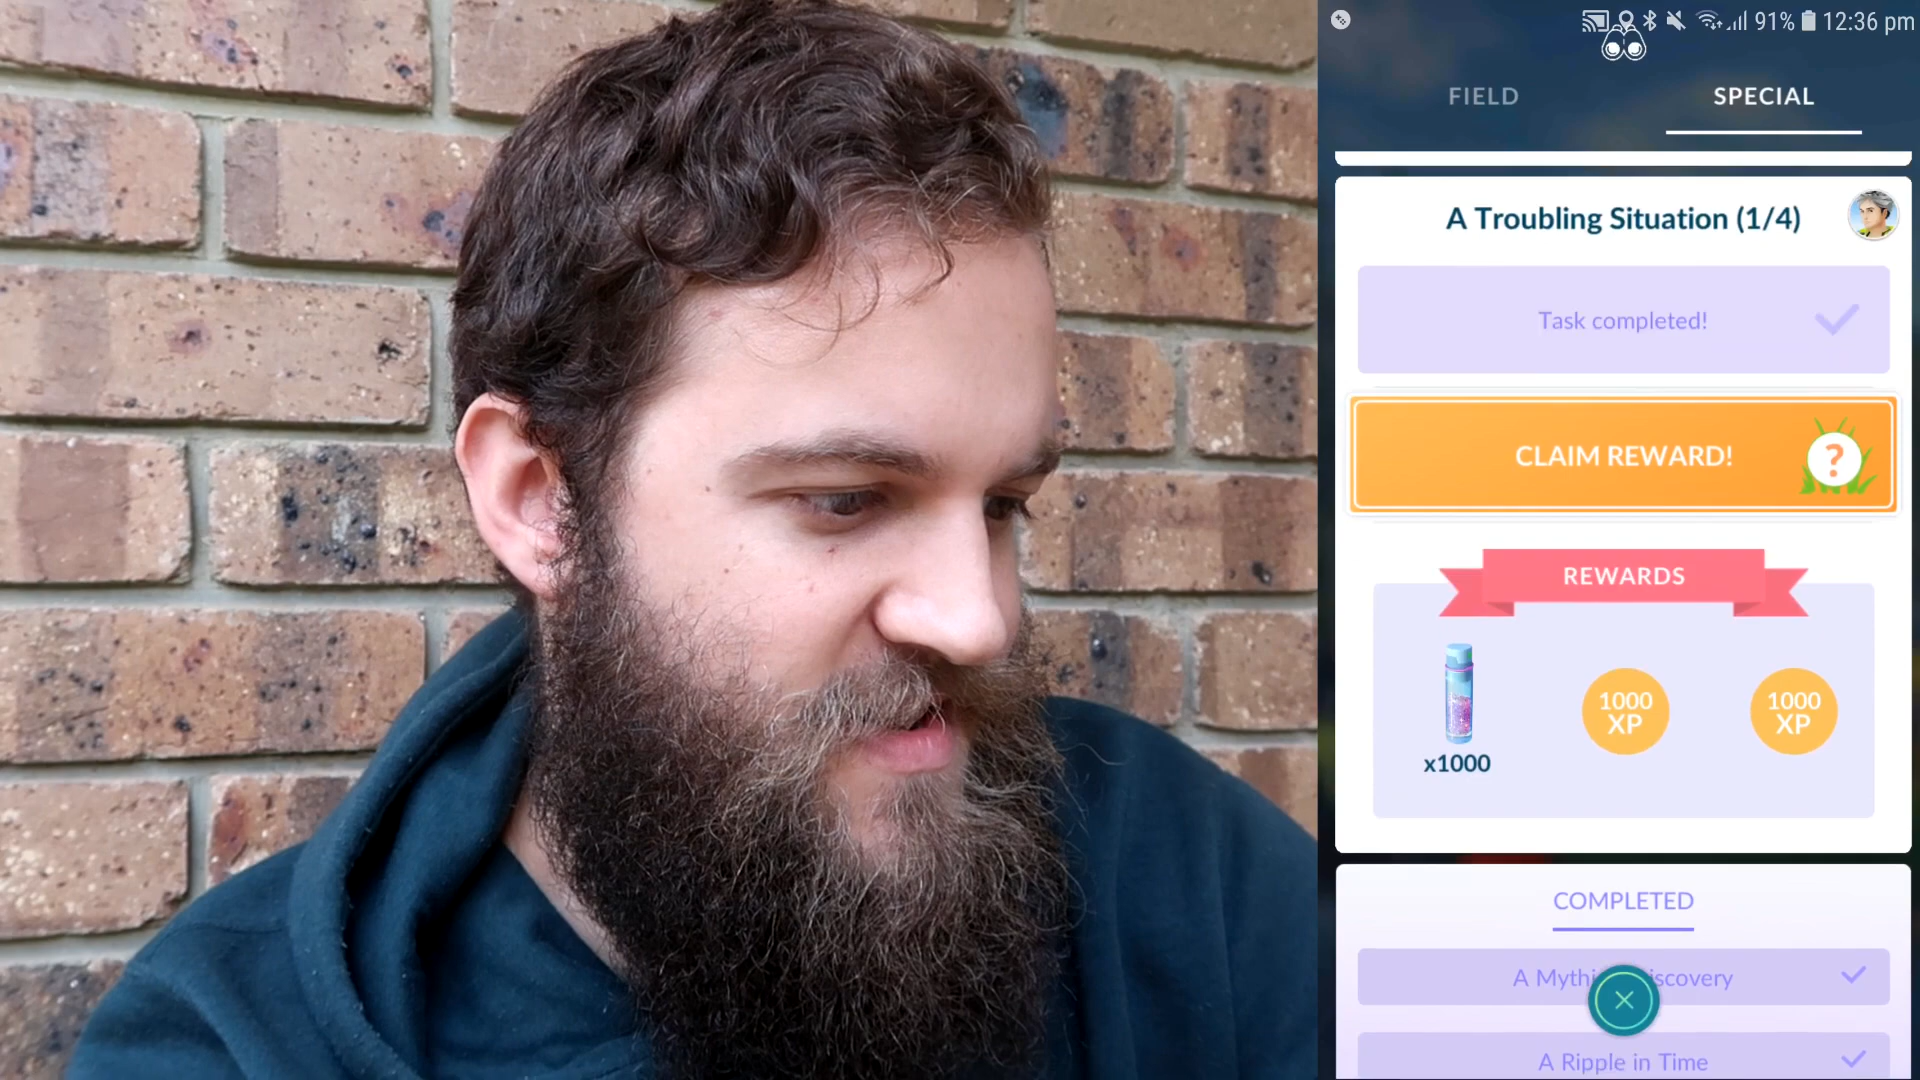 91% 12:36 pm
FIELD SPECIAL
A Troubling Situation (1/4)
Task completed!
CLAIM REWARD!
?
REWARDS
1000 XP
1000 XP
x1000
COMPLETED
A Ripple in Time